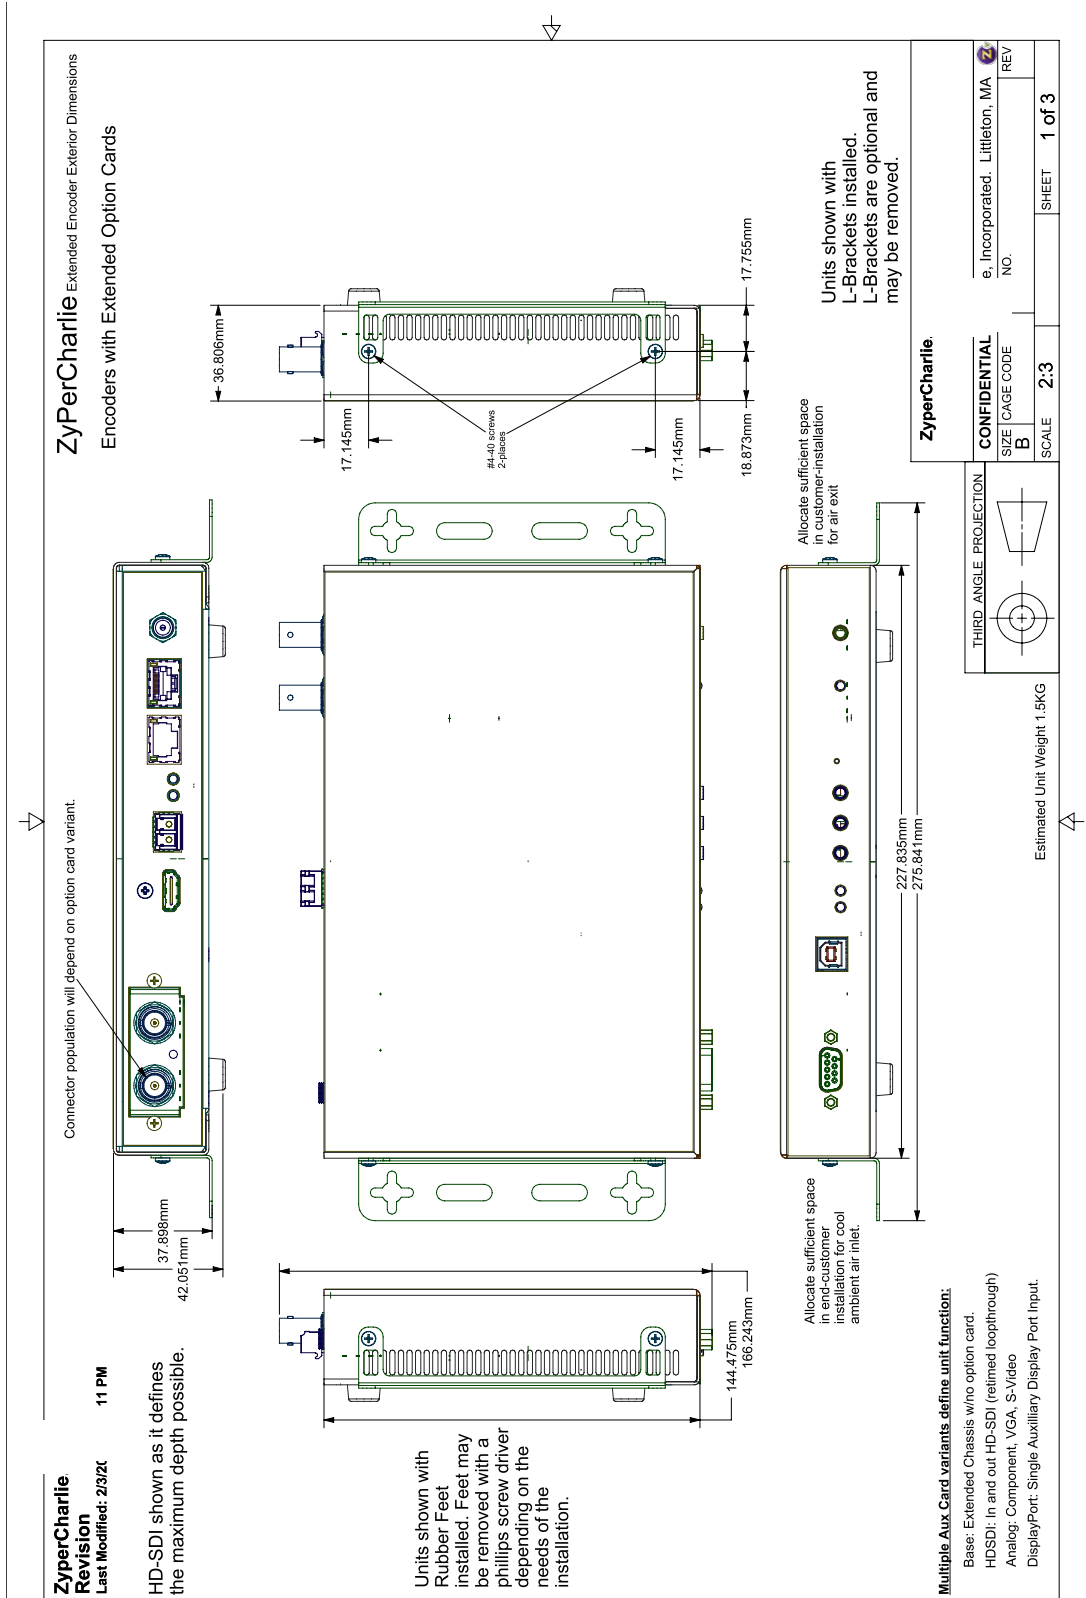 ZyPerCharlie Extended Encoder Exterior Dimensions
Encoders with Extended Option Cards
ZyperCharlie
Revision
Last Modified: 2/3/20
11 PM
HD-SDI shown as it defines
the maximum depth possible.
Connector population will depend on option card variant.
37.898mm
42.051mm
36.806mm
17.145mm
#4-40 screws
2-places
17.145mm
18.873mm
17.755mm
144.475mm
166.243mm
Units shown with
Rubber Feet
installed. Feet may
be removed with a
phillips screw driver
depending on the
needs of the
installation.
Allocate sufficient space
in end-customer
installation for cool
ambient air inlet.
Allocate sufficient space
in customer-installation
for air exit
227.835mm
275.841mm
Units shown with
L-Brackets installed.
L-Brackets are optional and
may be removed.
Multiple Aux Card variants define unit function:
Base: Extended Chassis w/no option card.
HDSDI: In and out HD-SDI (retimed loopthrough)
Analog: Component, VGA, S-Video
DisplayPort: Single Auxilliary Display Port Input.
Estimated Unit Weight 1.5KG
THIRD ANGLE PROJECTION
ZyperCharlie
CONFIDENTIAL
e, Incorporated. Littleton, MA
Z
SIZE
B
CAGE CODE
NO.
REV
SCALE
2:3
SHEET
1 of 3